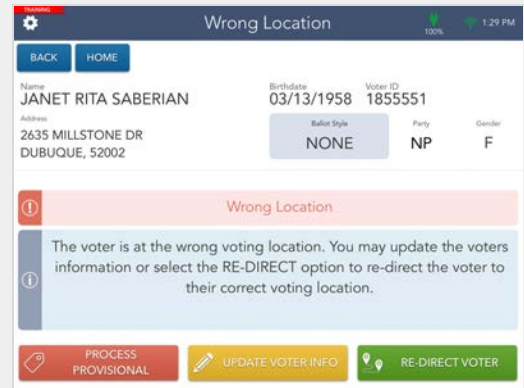 TRAINING
Wrong Location
100%
1:29 PM
BACK
HOME
Name
JANET RITA SABERIAN
Birthdate
03/13/1958
Voter ID
1855551
Address
2635 MILLSTONE DR
DUBUQUE, 52002
Ballot Style
NONE
Party
NP
Gender
F
Wrong Location
The voter is at the wrong voting location. You may update the voters
information or select the RE-DIRECT option to re-direct the voter to
their correct voting location.
PROCESS
PROVISIONAL
UPDATE VOTER INFO
RE-DIRECT VOTER